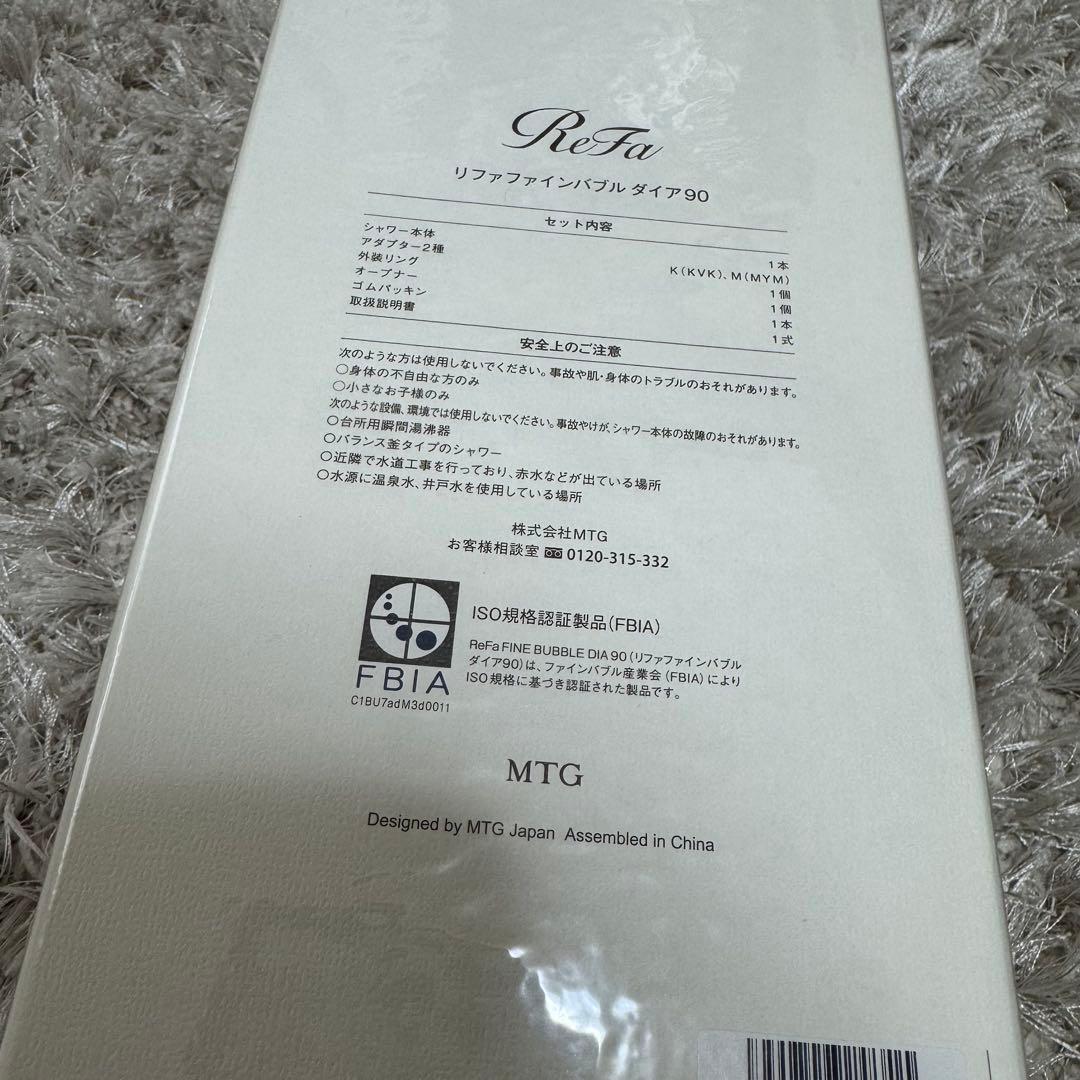 ReFa
リファファインバブル ダイア90
セット内容
シャワー本体 1本
アダプター2種 K(KVK)、M(MYM)
外装リング 1個
オープナー 1個
ゴムパッキン 1本
取扱説明書 1式
安全上のご注意
次のような方は使用しないでください。事故や肌・身体のトラブルのおそれがあります。
○身体の不自由な方のみ
○小さなお子様のみ
次のような設備、環境では使用しないでください。事故やけが、シャワー本体の故障のおそれがあります。
○台所用瞬間湯沸器
○バランス釜タイプのシャワー
○近隣で水道工事を行っており、赤水などが出ている場所
○水源に温泉水、井戸水を使用している場所
株式会社MTG
お客様相談室 0120-315-332
ISO規格認証製品(FBIA)
ReFa FINE BUBBLE DIA 90(リファファインバブル
ダイア90)は、ファインバブル産業会(FBIA)により
ISO規格に基づき認証された製品です。
FBIA
C1BU7adM3d0011
MTG
Designed by MTG Japan Assembled in China